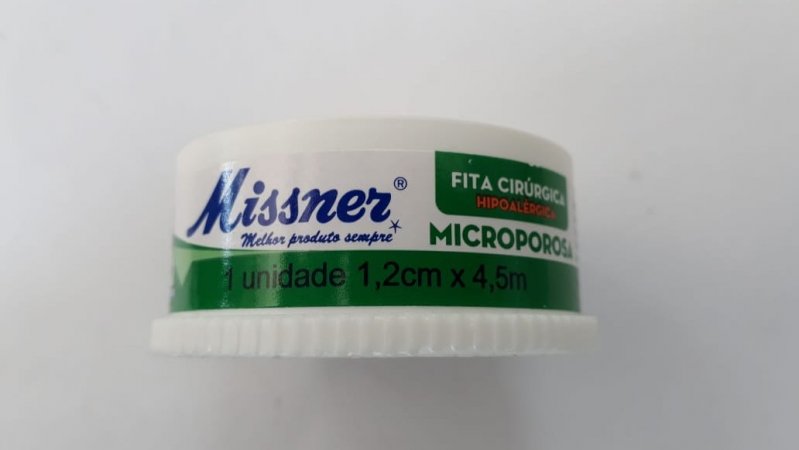 Missner®
Melhor produto sempre
FITA CIRÚRGICA
HIPOALÉRGICA
MICROPOROSA
1 unidade 1,2cm x 4,5m